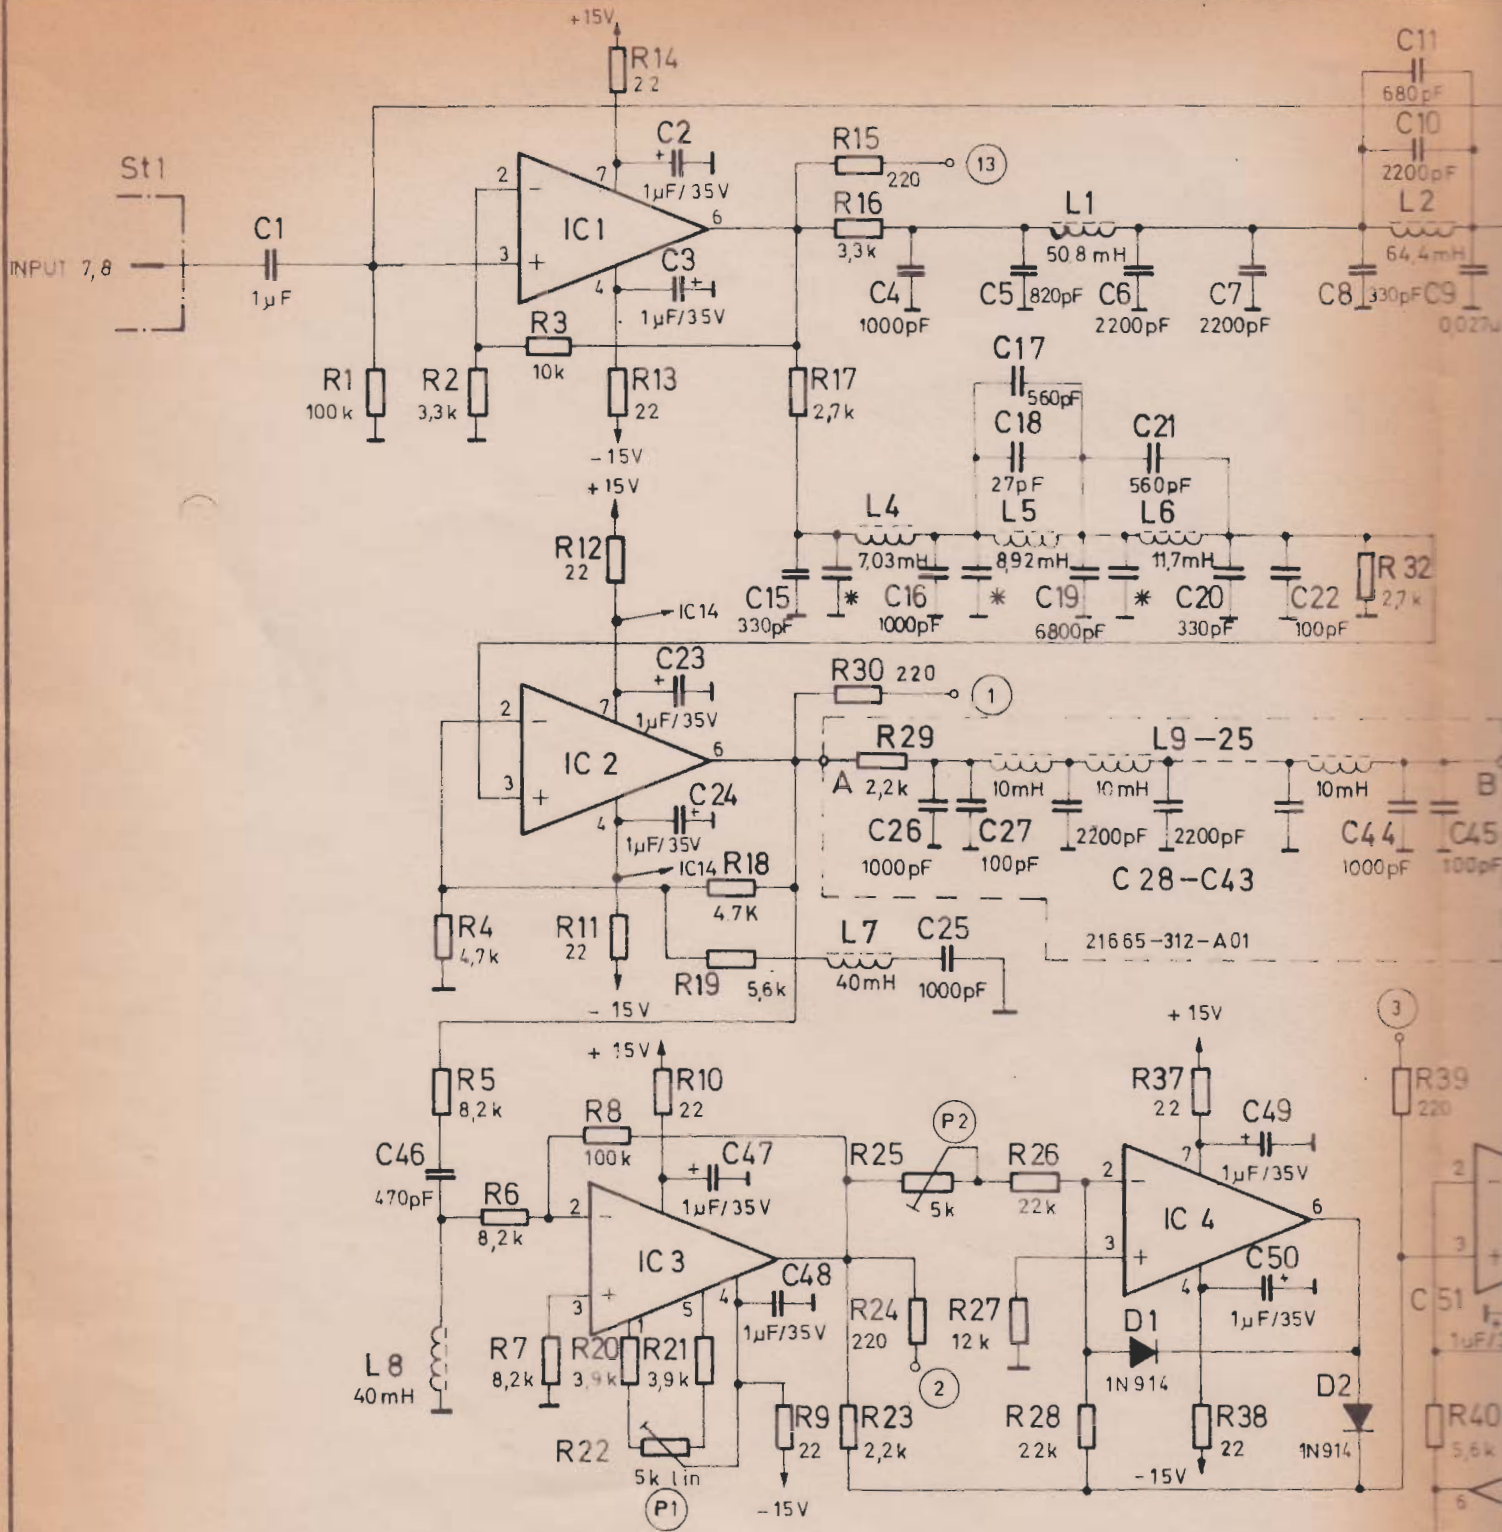 +15V
R14
22
C11
680pF
C10
2200pF
L2
64,4mH
C8
330pF
C9
St1
INPUT 7,8
C1
1µF
C2
+
1µF/35V
2
7
−
IC1
6
3
+
4
C3
+
1µF/35V
R15
220
13
R16
3,3k
L1
50,8 mH
C4
1000pF
C5
820pF
C6
2200pF
C7
2200pF
R3
10k
R1
100k
R2
3,3k
R13
22
−15V
R17
2,7k
C17
560pF
C18
27pF
C21
560pF
+15V
R12
22
IC14
L4
7,03mH
L5
8,92mH
L6
11,7mH
R32
2,7k
C15
330pF
*
C16
1000pF
*
C19
6800pF
*
C20
330pF
C22
100pF
C23
+
1µF/35V
R30 220
1
2
7
−
IC 2
6
3
+
4
C24
+
1µF/35V
A
R29
2,2k
L9−25
10mH
10mH
10mH
B
C26
1000pF
C27
100pF
2200pF
2200pF
C28−C43
C44
1000pF
C45
100pF
IC14
R18
4.7K
R4
4,7k
R11
22
−15V
R19
5,6k
L7
40mH
C25
1000pF
21665-312-A01
+15V
R10
22
+15V
R37
22
3
R39
220
R5
8,2k
R8
100k
C46
470pF
R6
8,2k
C47
+
1µF/35V
2
−
IC3
3
+
1
5
4
C48
1µF/35V
R25
5k
P2
R26
22k
C49
+
1µF/35V
2
7
−
IC 4
6
3
+
4
C50
+
1µF/35V
2
−
3
+
C51
R7
8,2k
R20
3,9k
R21
3,9k
L8
40mH
R22
5k lin
P1
R9
22
−15V
R24
220
2
R23
2,2k
R27
12k
D1
1N914
R28
22k
R38
22
−15V
D2
1N914
R40
5,6k
6